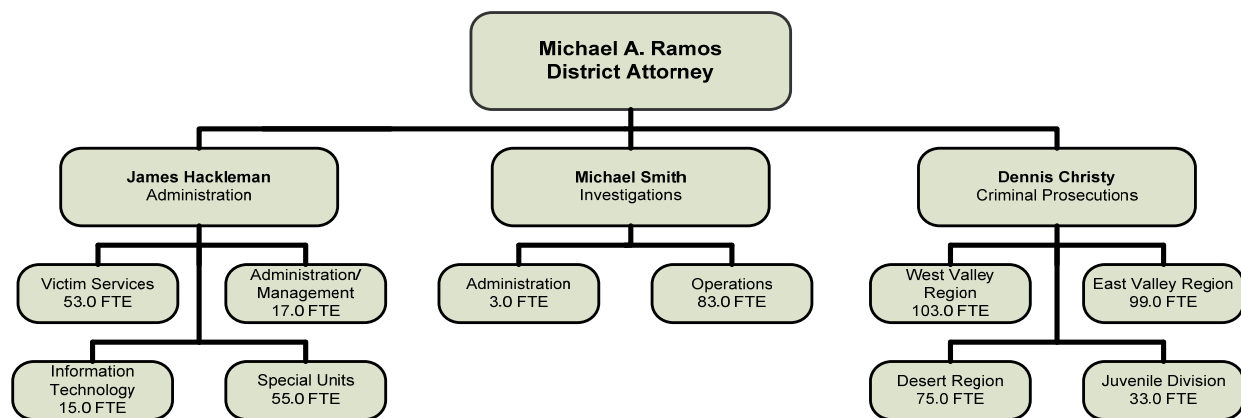 Michael A. Ramos
District Attorney
James Hackleman
Administration
Michael Smith
Investigations
Dennis Christy
Criminal Prosecutions
Victim Services
53.0 FTE
Administration/
Management
17.0 FTE
Administration
3.0 FTE
Operations
83.0 FTE
West Valley
Region
103.0 FTE
East Valley Region
99.0 FTE
Information
Technology
15.0 FTE
Special Units
55.0 FTE
Desert Region
75.0 FTE
Juvenile Division
33.0 FTE